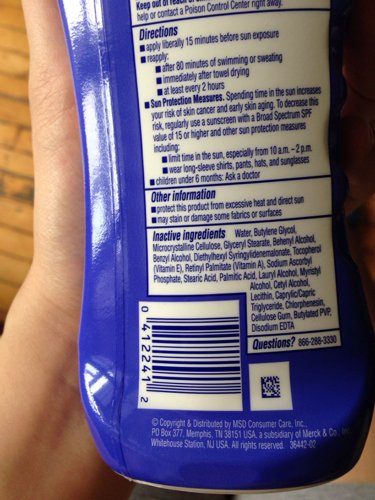 Keep out of reach of
help or contact a Poison Control Center right away.
Directions
■ apply liberally 15 minutes before sun exposure
■ reapply:
■ after 80 minutes of swimming or sweating
■ immediately after towel drying
■ at least every 2 hours
■ Sun Protection Measures. Spending time in the sun increases
your risk of skin cancer and early skin aging. To decrease this
risk, regularly use a sunscreen with a Broad Spectrum SPF
value of 15 or higher and other sun protection measures
including:
■ limit time in the sun, especially from 10 a.m. – 2 p.m.
■ wear long-sleeve shirts, pants, hats, and sunglasses
■ children under 6 months: Ask a doctor
Other information
■ protect this product from excessive heat and direct sun
■ may stain or damage some fabrics or surfaces
Inactive ingredients Water, Butylene Glycol,
Microcrystalline Cellulose, Glyceryl Stearate, Behenyl Alcohol,
Benzyl Alcohol, Diethylhexyl Syringylidenemalonate, Tocopherol
(Vitamin E), Retinyl Palmitate (Vitamin A), Sodium Ascorbyl
Phosphate, Stearic Acid, Palmitic Acid, Lauryl Alcohol, Myristyl
Alcohol, Cetyl Alcohol,
Lecithin, Caprylic/Capric
Triglyceride, Chlorphenesin,
Cellulose Gum, Butylated PVP,
Disodium EDTA
Questions? 866-288-3330
0 41224 1 2
© Copyright & Distributed by MSD Consumer Care, Inc.,
PO Box 377, Memphis, TN 38151 USA, a subsidiary of Merck & Co., Inc.
Whitehouse Station, NJ USA. All rights reserved. 36442-02